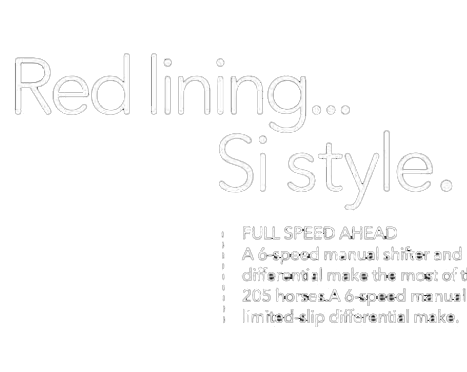 Red lining...
Si style.
FULL SPEED AHEAD
A 6-speed manual shifter and
differential make the most of
205 horses.A 6-speed manual
limited-slip differential make.